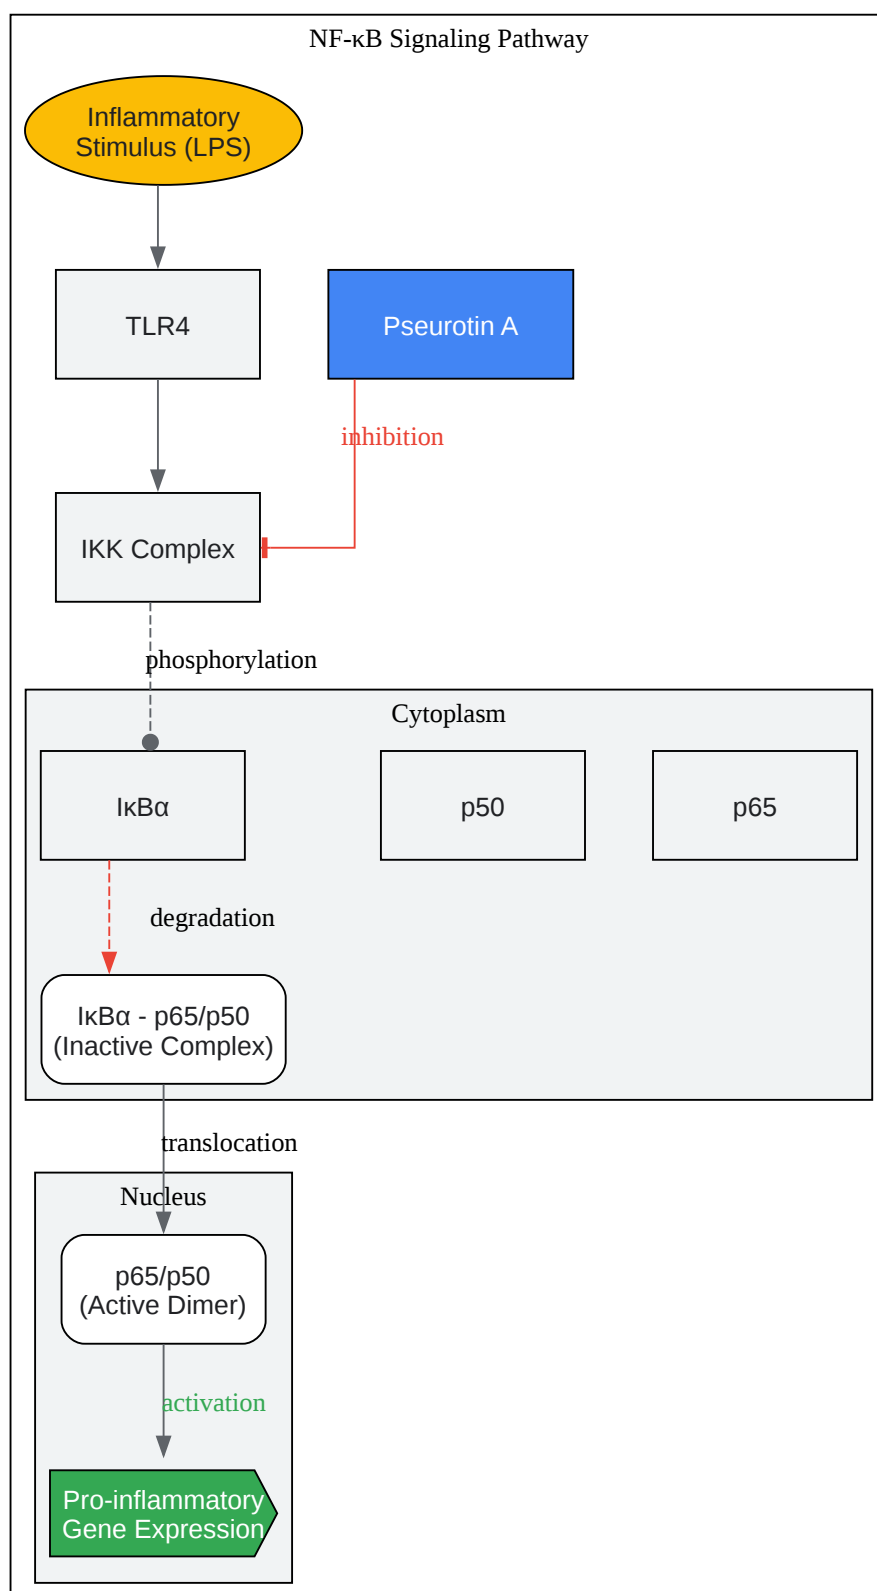 NF-κB Signaling Pathway
Inflammatory
Stimulus (LPS)
TLR4
Pseurotin A
inhibition
IKK Complex
phosphorylation
Cytoplasm
IκBα
p50
p65
degradation
IκBα - p65/p50
(Inactive Complex)
translocation
Nucleus
p65/p50
(Active Dimer)
activation
Pro-inflammatory
Gene Expression